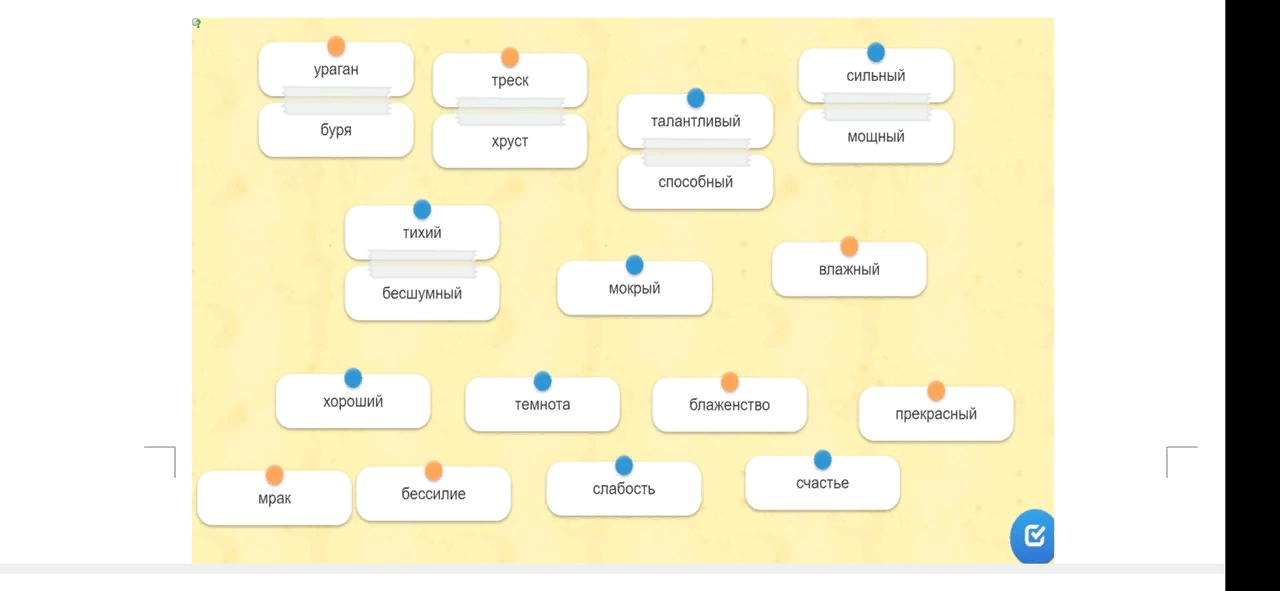 ураган
буря
треск
хруст
талантливый
способный
сильный
мощный
тихий
бесшумный
мокрый
влажный
хороший
темнота
блаженство
прекрасный
мрак
бессилие
слабость
счастье